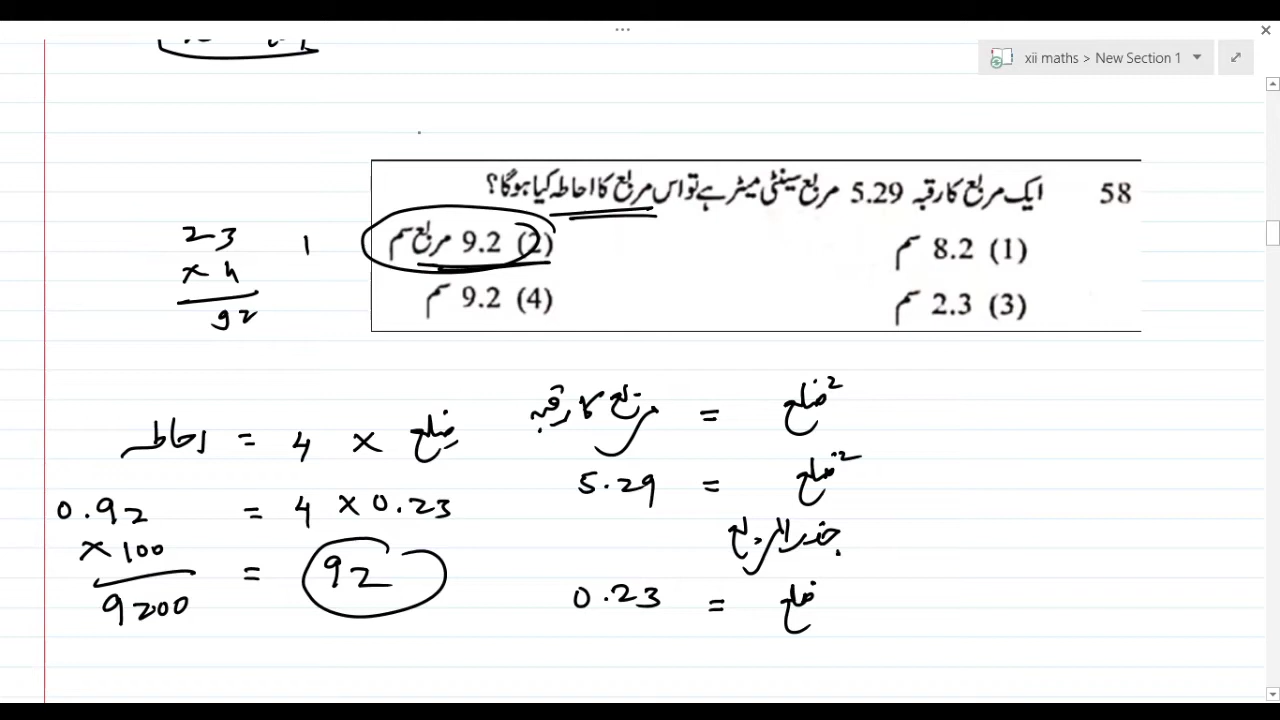 xii maths > New Section 1
58 ایک مربع کا رقبہ 5.29 مربع سینٹی میٹر ہے تو اس مربع کا احاطہ کیا ہوگا؟
(1) 8.2 سم (2) 9.2 مربع سم
(3) 2.3 سم (4) 9.2 سم
23
x 4
92
1
مربع کا رقبہ = ضلع²
5.29 = ضلع²
جذر المربع
0.23 = ضلع
احاطہ = 4 x ضلع
0.92 = 4 x 0.23
x 100
9200
= 92